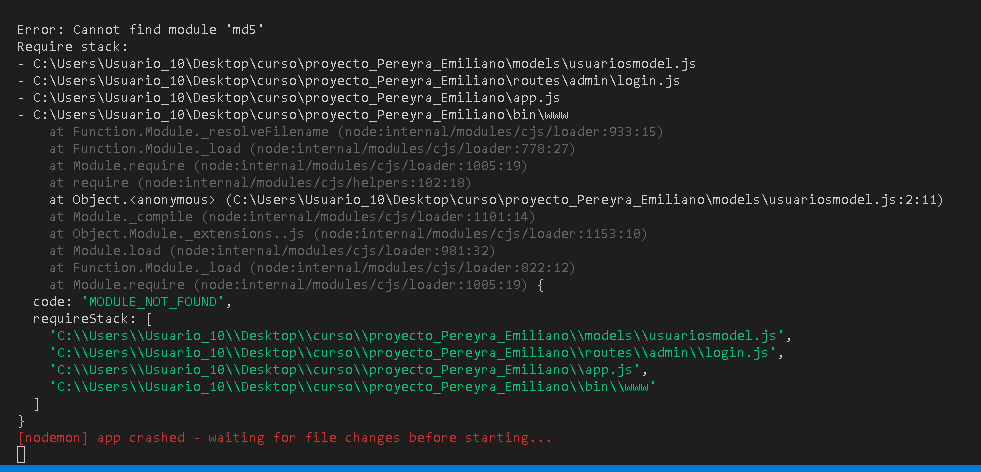 Error: Cannot find module 'md5'
Require stack:
- C:\Users\Usuario_10\Desktop\curso\proyecto_Pereyra_Emiliano\models\usuariosmodel.js
- C:\Users\Usuario_10\Desktop\curso\proyecto_Pereyra_Emiliano\routes\admin\login.js
- C:\Users\Usuario_10\Desktop\curso\proyecto_Pereyra_Emiliano\app.js
- C:\Users\Usuario_10\Desktop\curso\proyecto_Pereyra_Emiliano\bin\www
    at Function.Module._resolveFilename (node:internal/modules/cjs/loader:933:15)
    at Function.Module._load (node:internal/modules/cjs/loader:778:27)
    at Module.require (node:internal/modules/cjs/loader:1005:19)
    at require (node:internal/modules/cjs/helpers:102:18)
    at Object.<anonymous> (C:\Users\Usuario_10\Desktop\curso\proyecto_Pereyra_Emiliano\models\usuariosmodel.js:2:11)
    at Module._compile (node:internal/modules/cjs/loader:1101:14)
    at Object.Module._extensions..js (node:internal/modules/cjs/loader:1153:10)
    at Module.load (node:internal/modules/cjs/loader:981:32)
    at Function.Module._load (node:internal/modules/cjs/loader:822:12)
    at Module.require (node:internal/modules/cjs/loader:1005:19) {
  code: 'MODULE_NOT_FOUND',
  requireStack: [
    'C:\\Users\\Usuario_10\\Desktop\\curso\\proyecto_Pereyra_Emiliano\\models\\usuariosmodel.js',
    'C:\\Users\\Usuario_10\\Desktop\\curso\\proyecto_Pereyra_Emiliano\\routes\\admin\\login.js',
    'C:\\Users\\Usuario_10\\Desktop\\curso\\proyecto_Pereyra_Emiliano\\app.js',
    'C:\\Users\\Usuario_10\\Desktop\\curso\\proyecto_Pereyra_Emiliano\\bin\\www'
  ]
}
[nodemon] app crashed - waiting for file changes before starting...